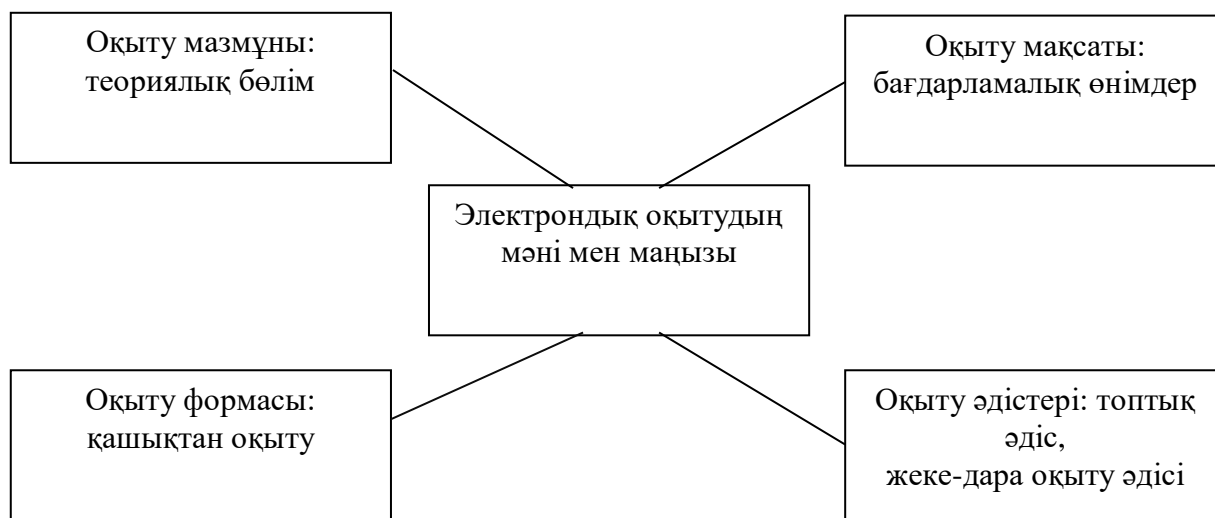 Оқыту мазмұны:
теориялық бөлім
Оқыту мақсаты:
бағдарламалық өнімдер
Электрондық оқытудың
мәні мен маңызы
Оқыту формасы:
қашықтан оқыту
Оқыту әдістері: топтық
әдіс,
жеке-дара оқыту әдісі